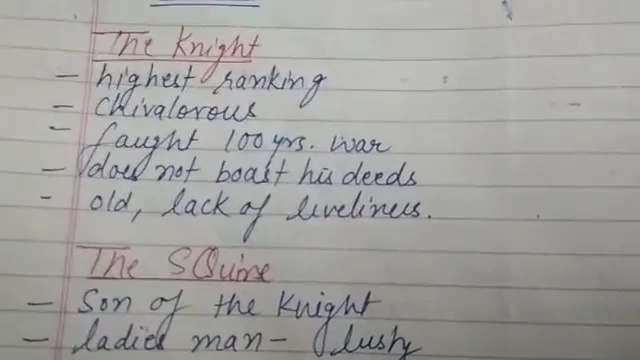 The Knight
- highest ranking
- chivalorous
- faught 100 yrs. war
- does not boast his deeds
- old, lack of liveliness.
The SQuire
- Son of the Knight
- ladies man - lusty